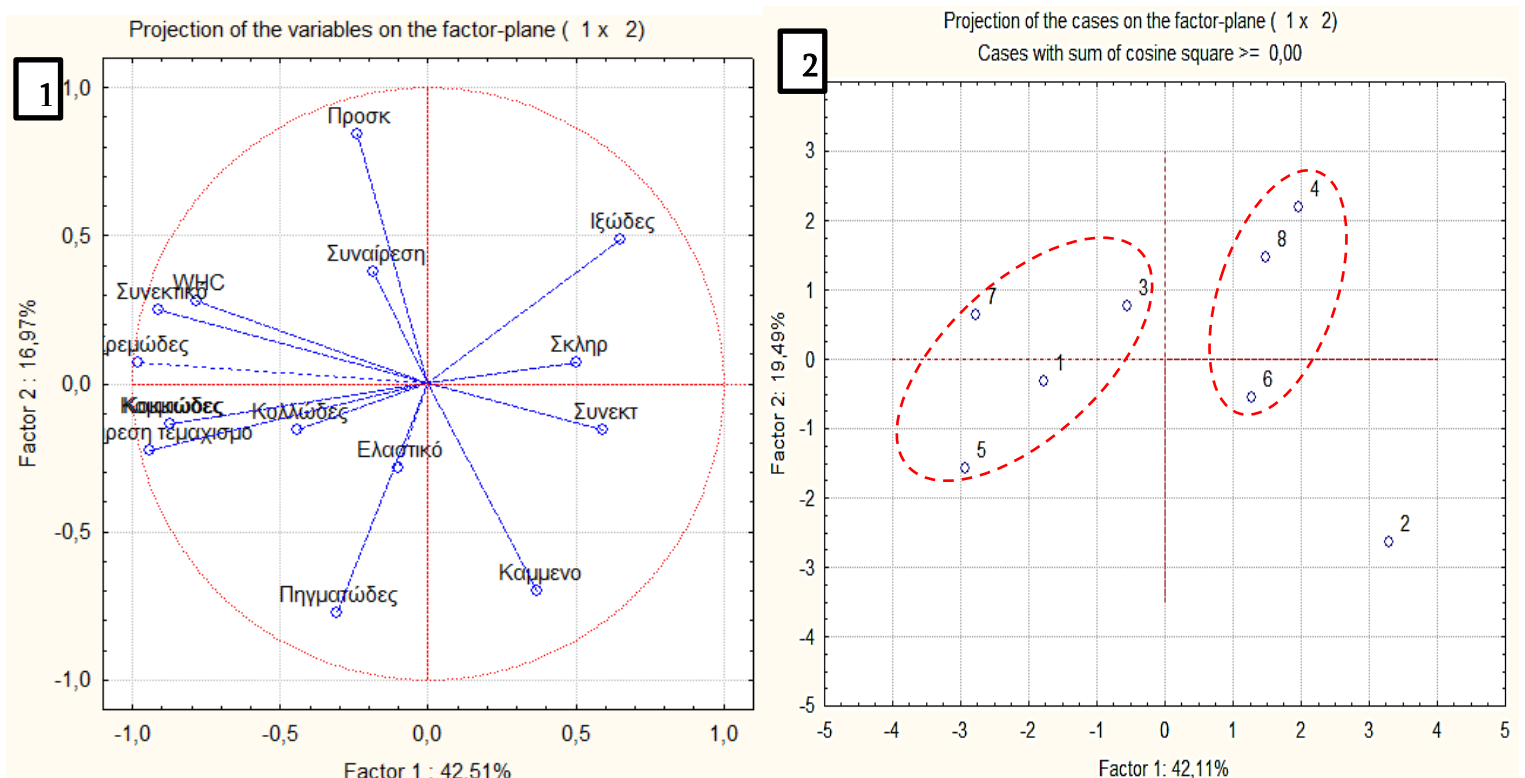 Projection of the variables on the factor-plane ( 1 x 2)
1
1,0
0,5
0,0
-0,5
-1,0
Factor 2 : 16,97%
Προσκ
Ιξώδες
Συναίρεση
WHC
Συνεκτικό
ρεμώδες
Σκληρ
Κολλώδες
Συνεκτ
ρεση τεμαχισμο
Ελαστικό
Καμμενο
Πηγματώδες
-1,0 -0,5 0,0 0,5 1,0
Factor 1 : 42,51%
Projection of the cases on the factor-plane ( 1 x 2)
Cases with sum of cosine square >= 0,00
2
3
2
1
0
-1
-2
-3
-4
-5
Factor 2: 19,49%
4
8
7
3
1
6
5
2
-5 -4 -3 -2 -1 0 1 2 3 4 5
Factor 1: 42,11%